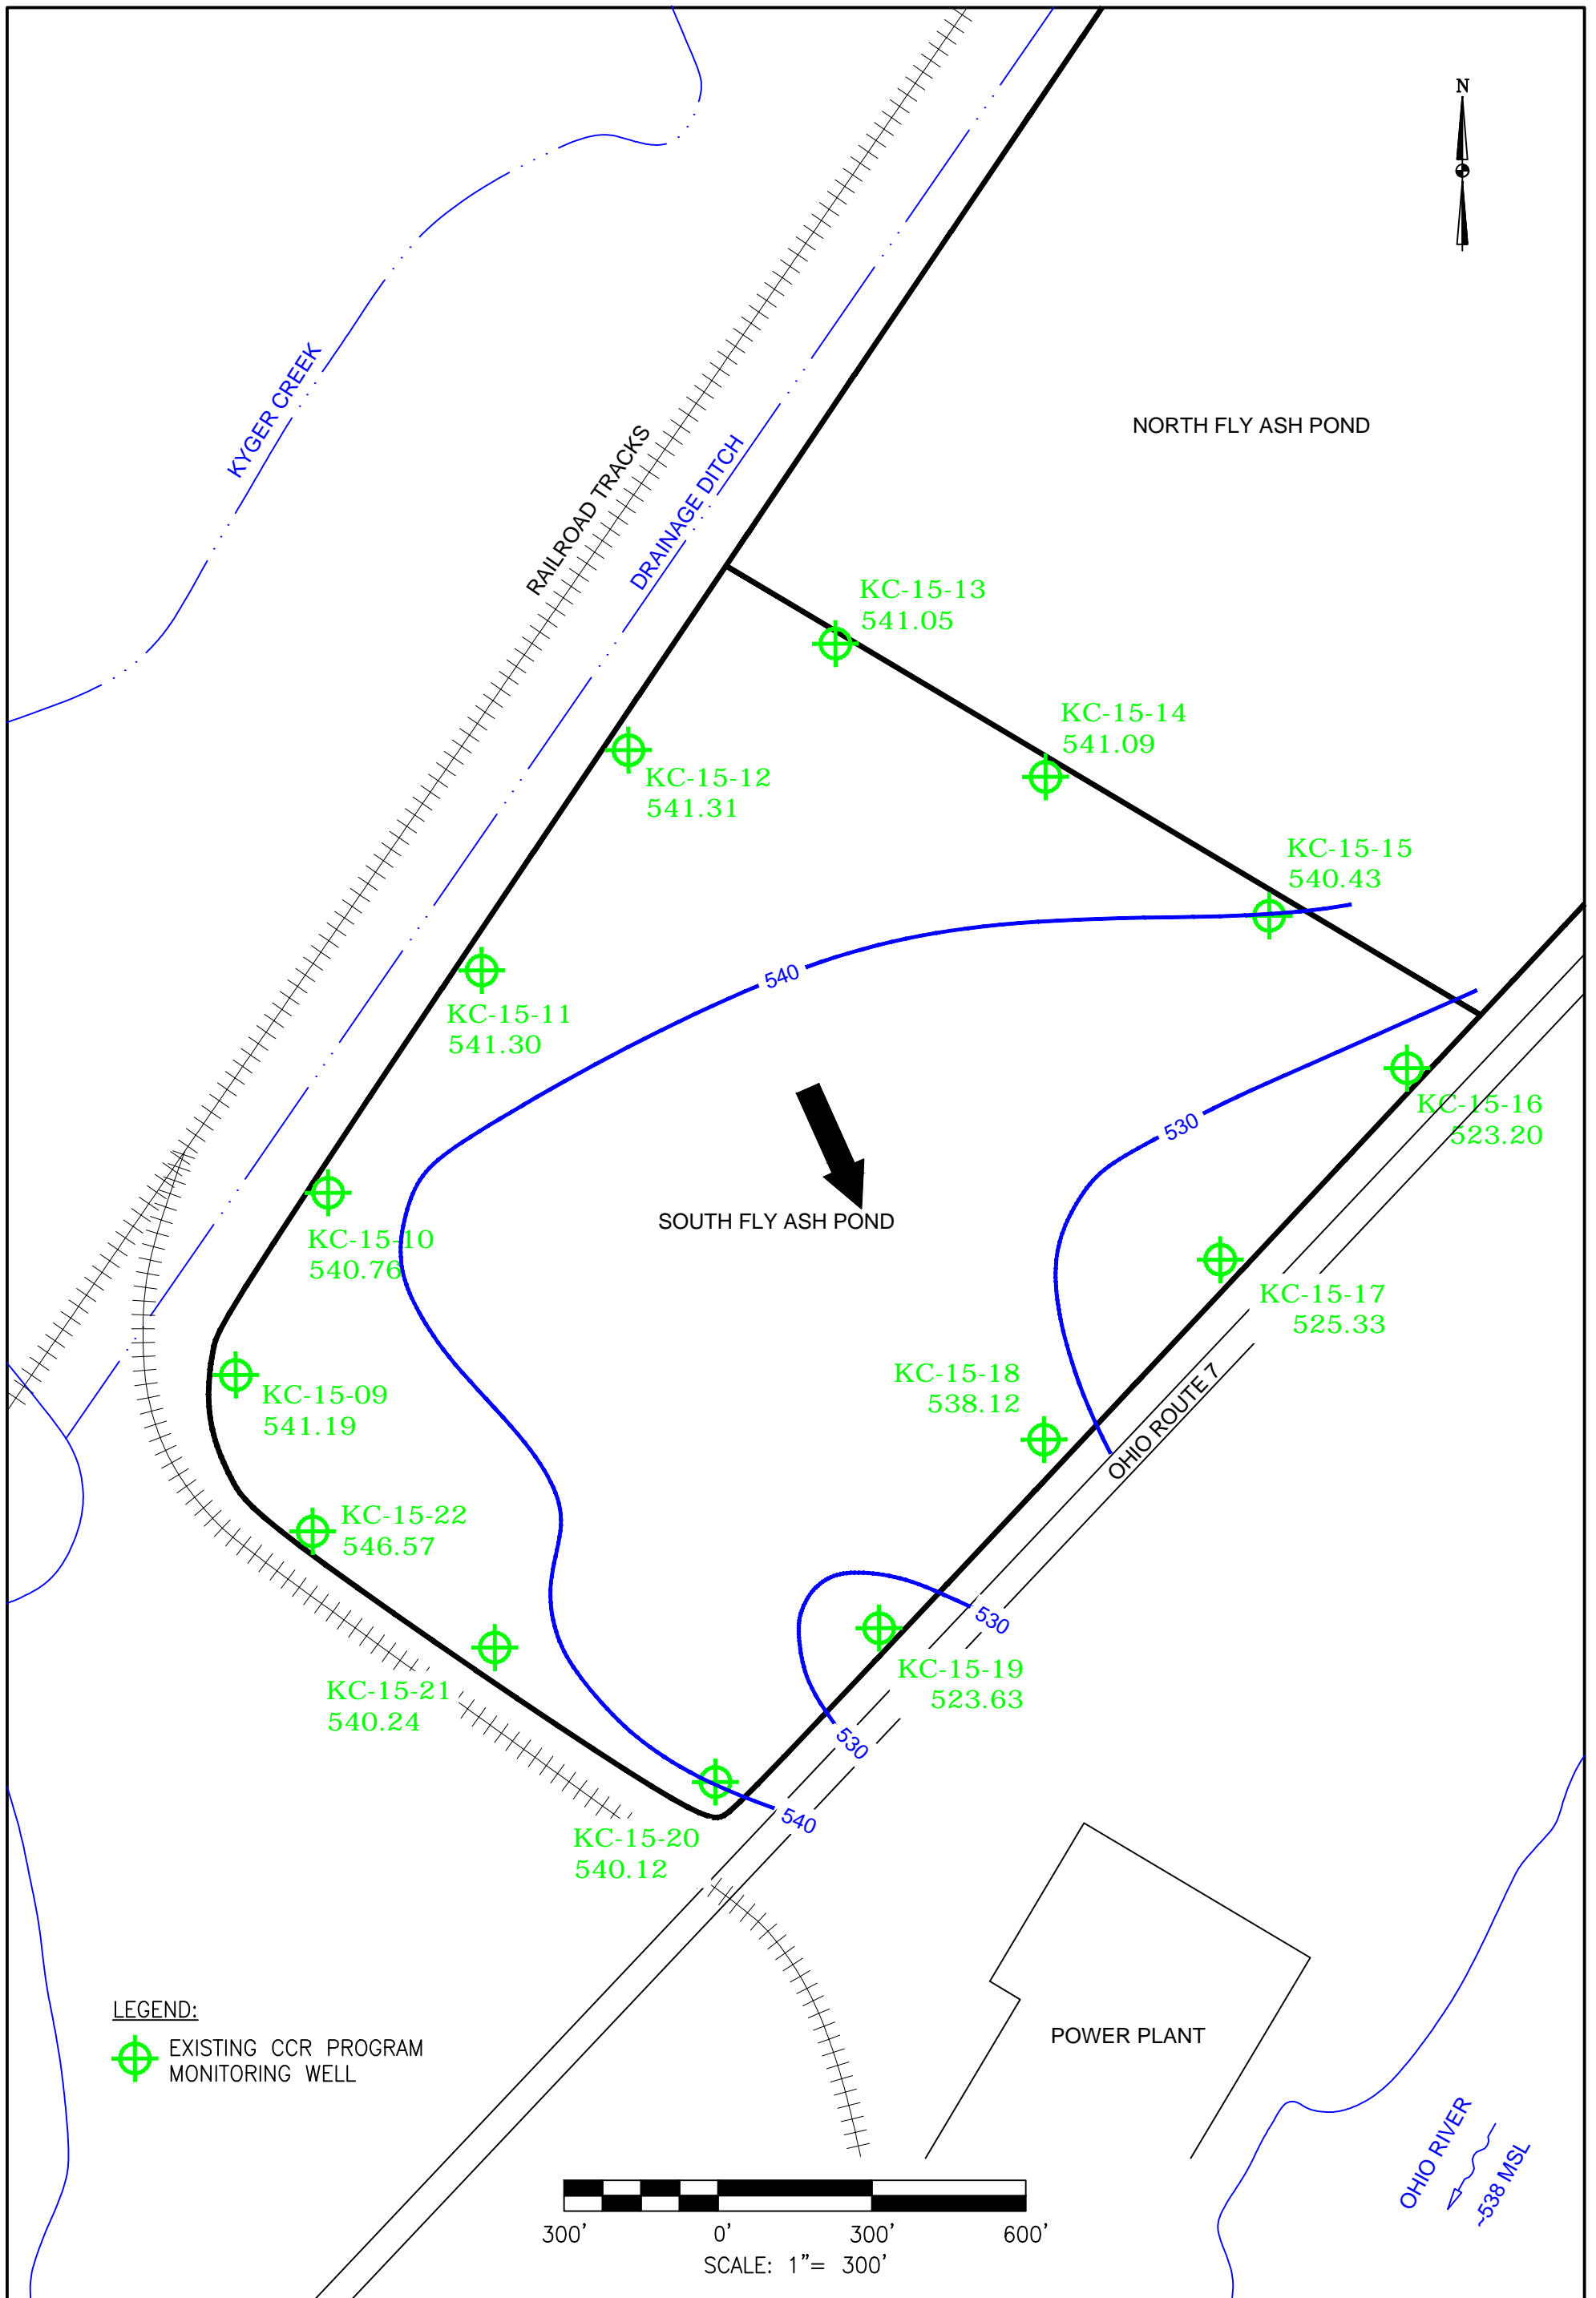 N
KYGER CREEK
RAILROAD TRACKS
DRAINAGE DITCH
NORTH FLY ASH POND
KC-15-13
541.05
KC-15-14
541.09
KC-15-12
541.31
KC-15-15
540.43
540
KC-15-11
541.30
530
KC-15-16
523.20
SOUTH FLY ASH POND
KC-15-10
540.76
KC-15-17
525.33
KC-15-18
538.12
OHIO ROUTE 7
KC-15-09
541.19
KC-15-22
546.57
530
KC-15-19
523.63
KC-15-21
540.24
530
540
KC-15-20
540.12
LEGEND:
EXISTING CCR PROGRAM
MONITORING WELL
POWER PLANT
OHIO RIVER
~538 MSL
300' 0' 300' 600'
SCALE: 1"= 300'